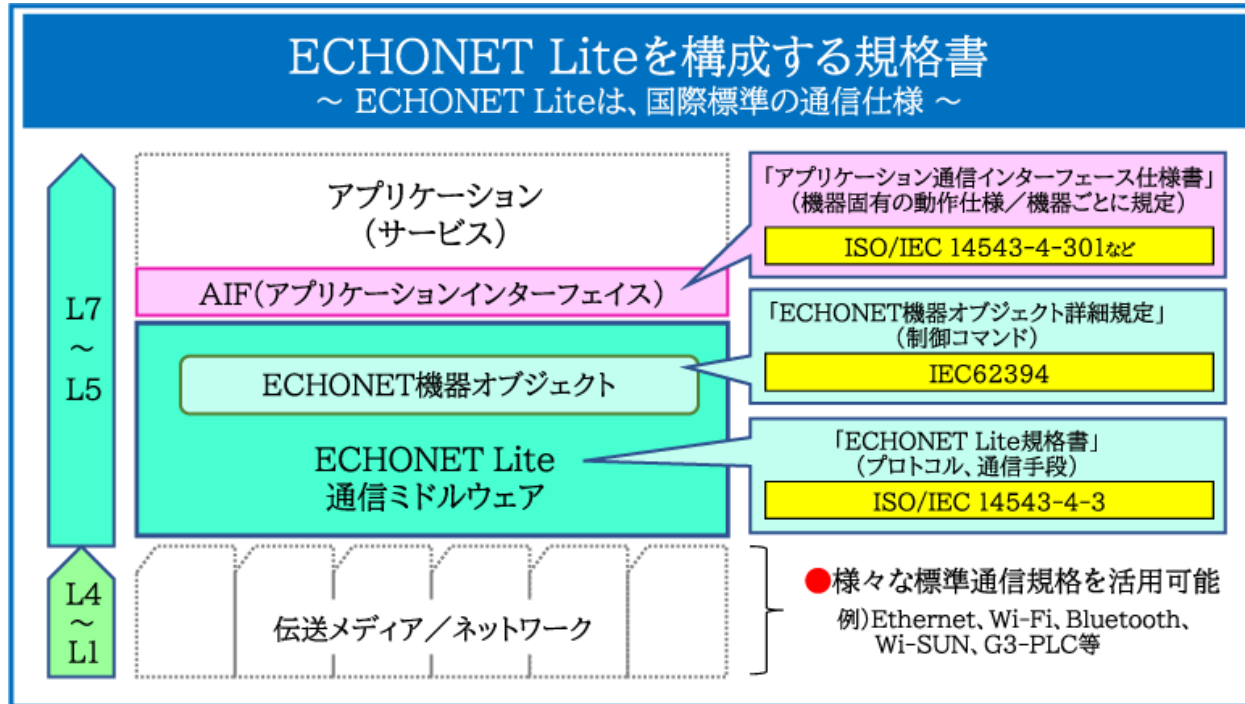 ECHONET Liteを構成する規格書
～ ECHONET Liteは、国際標準の通信仕様 ～
L7
～
L5
アプリケーション
（サービス）
AIF（アプリケーションインターフェイス）
ECHONET機器オブジェクト
ECHONET Lite
通信ミドルウェア
「アプリケーション通信インターフェース仕様書」
（機器固有の動作仕様／機器ごとに規定）
ISO/IEC 14543-4-301など
「ECHONET機器オブジェクト詳細規定」
（制御コマンド）
IEC62394
「ECHONET Lite規格書」
（プロトコル、通信手段）
ISO/IEC 14543-4-3
L4
～
L1
伝送メディア／ネットワーク
●様々な標準通信規格を活用可能
例）Ethernet、Wi-Fi、Bluetooth、
Wi-SUN、G3-PLC等